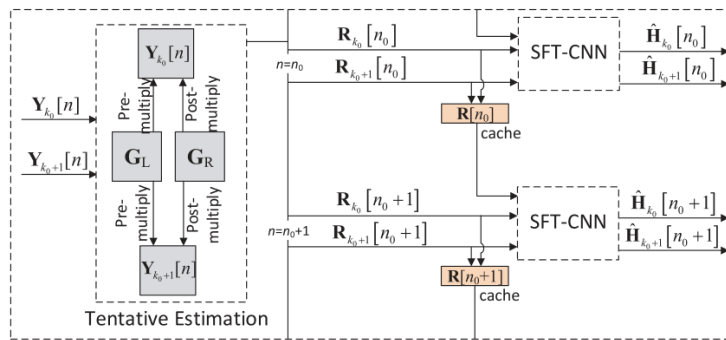 Y_{k_0}[n]
Y_{k_0+1}[n]
Y_{k_0}[n]
Pre-multiply
Post-multiply
G_L
G_R
Pre-multiply
Post-multiply
Y_{k_0+1}[n]
Tentative Estimation
n=n_0
R_{k_0}[n_0]
R_{k_0+1}[n_0]
R[n_0]
cache
SFT-CNN
Ĥ_{k_0}[n_0]
Ĥ_{k_0+1}[n_0]
n=n_0+1
R_{k_0}[n_0+1]
R_{k_0+1}[n_0+1]
R[n_0+1]
cache
SFT-CNN
Ĥ_{k_0}[n_0+1]
Ĥ_{k_0+1}[n_0+1]